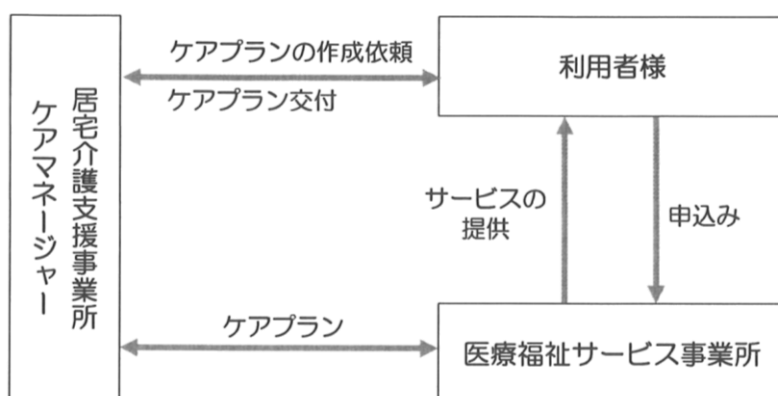 居宅介護支援事業所
ケアマネージャー
ケアプランの作成依頼
ケアプラン交付
利用者様
サービスの
提供
申込み
ケアプラン
医療福祉サービス事業所